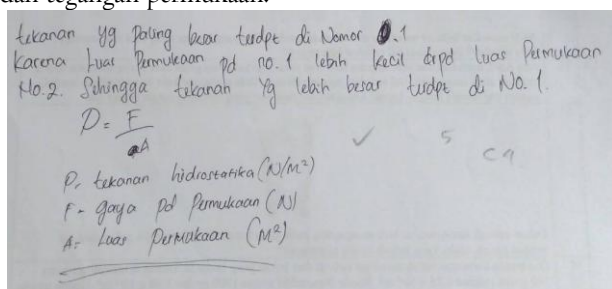 dan tegangan permukaan.
tekanan yg paling besar terdpt di Nomor 1
Karena Luas Permukaan pd no. 1 lebih kecil drpd luas Permukaan
No. 2. Sehingga tekanan yg lebih besar terdpt di No. 1.
P = F
A
✓ 5
C4
P = tekanan hidrostatika (N/M²)
F = gaya pd Permukaan (N)
A = Luas Permukaan (M²)